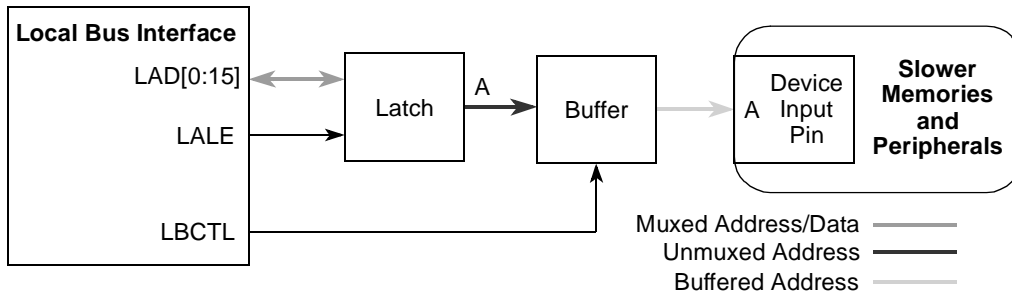 Local Bus Interface
LAD[0:15]
LALE
LBCTL
Latch
A
Buffer
A
Device
Input
Pin
Slower
Memories
and
Peripherals
Muxed Address/Data
Unmuxed Address
Buffered Address